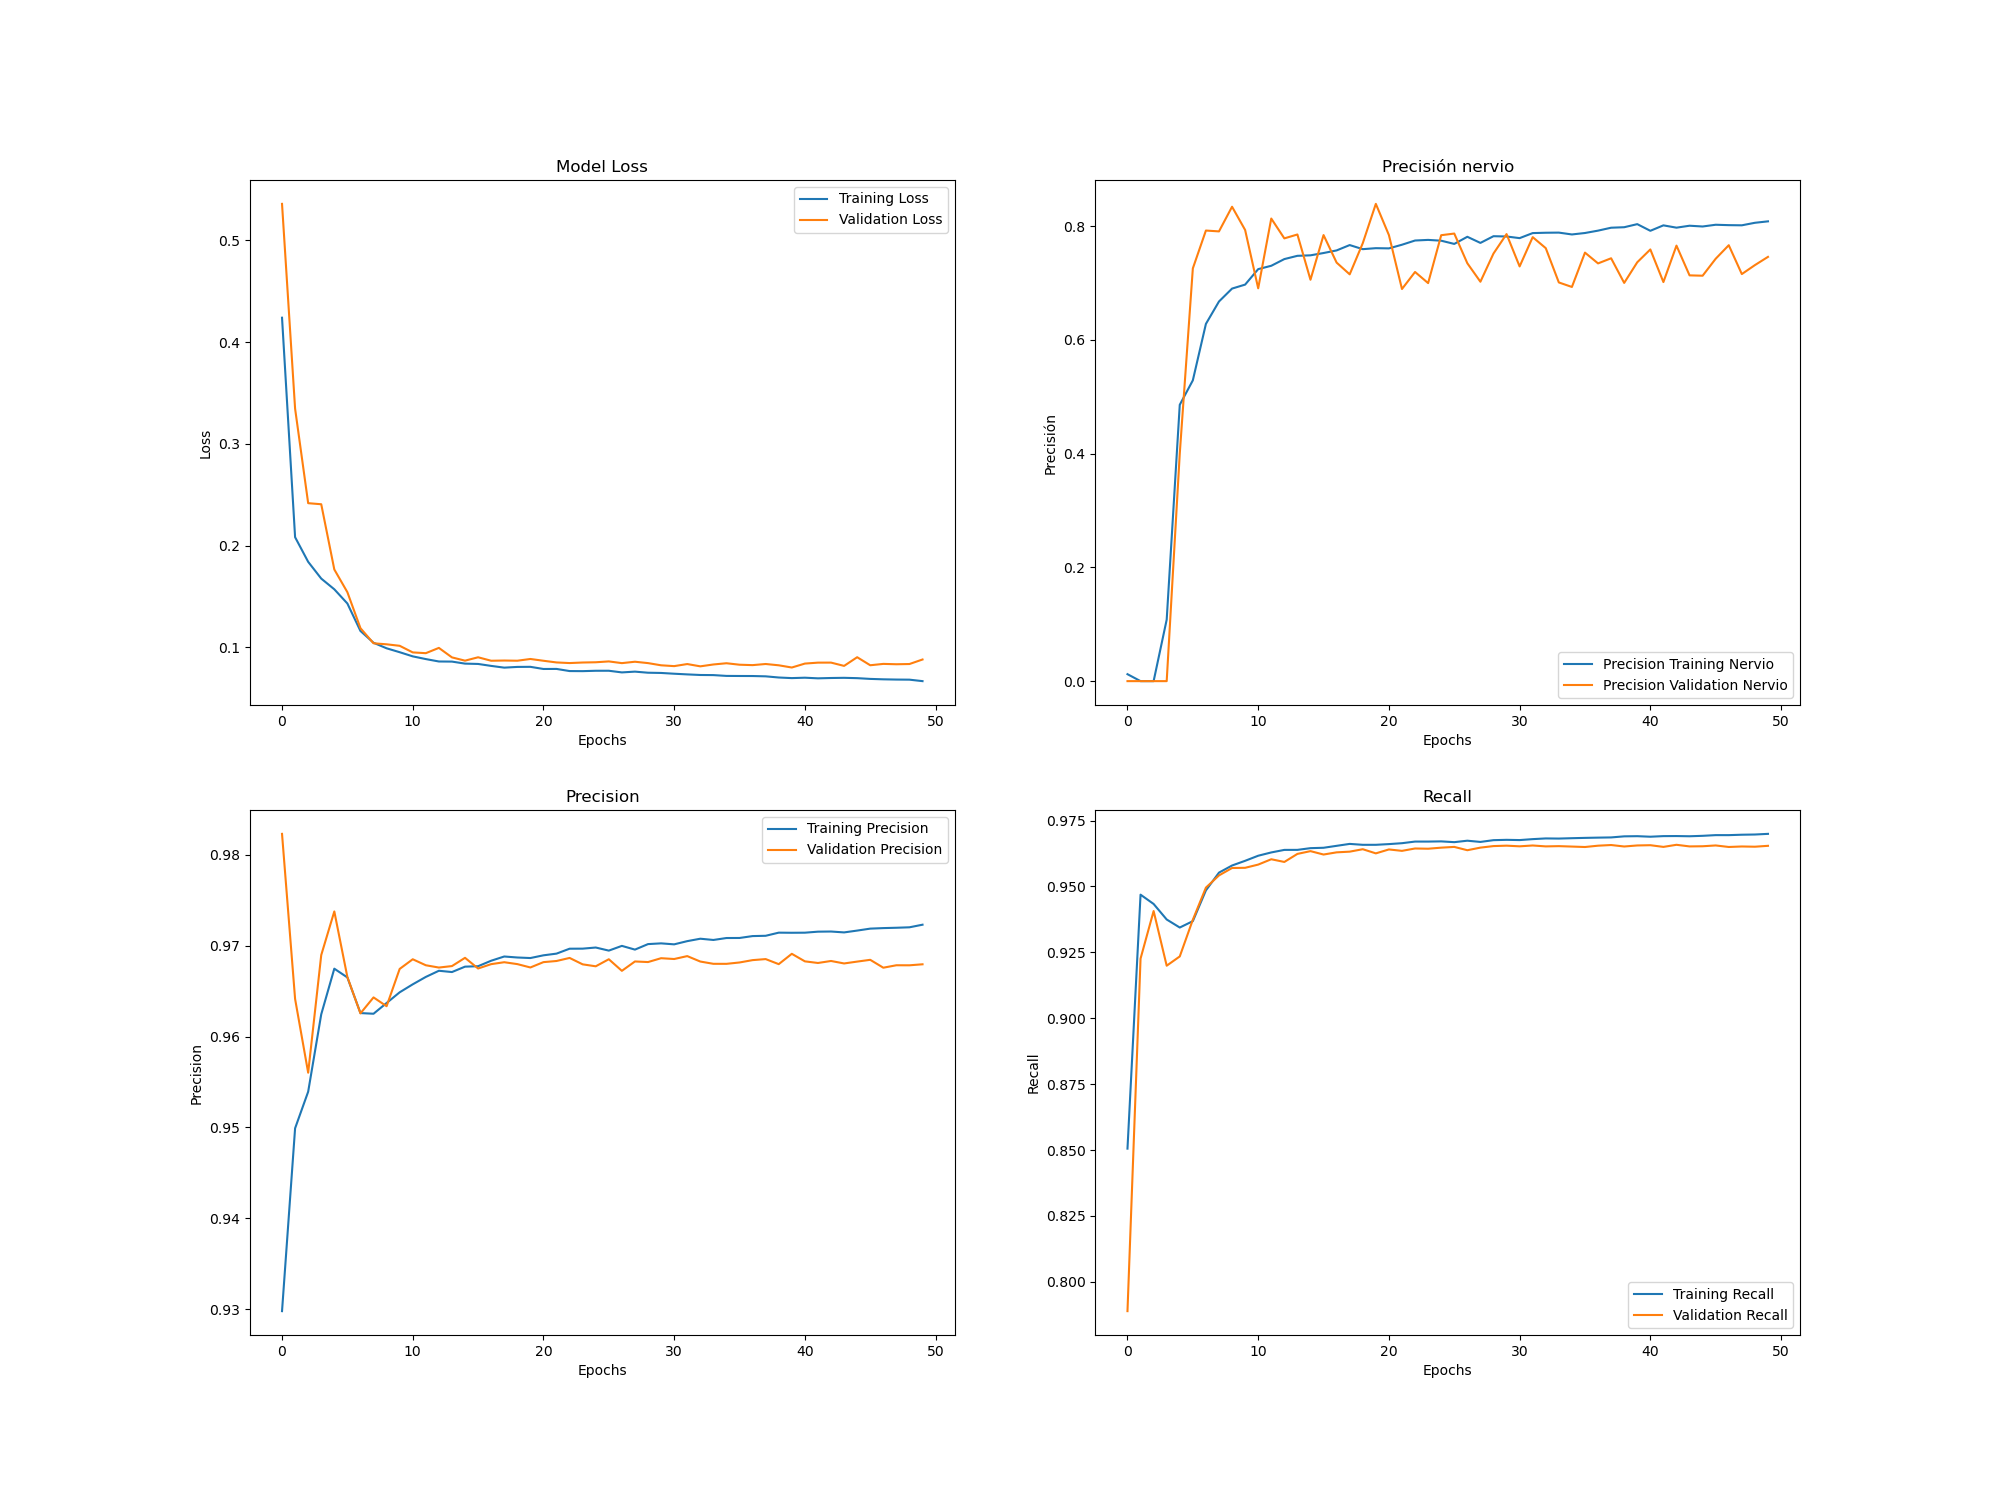 Model Loss
Training Loss
Validation Loss
0.5
0.4
0.3
0.2
0.1
Loss
0 10 20 30 40 50
Epochs
Precisión nervio
0.8
0.6
0.4
0.2
0.0
Precisión
Precision Training Nervio
Precision Validation Nervio
0 10 20 30 40 50
Epochs
Precision
Training Precision
Validation Precision
0.98
0.97
0.96
0.95
0.94
0.93
Precision
0 10 20 30 40 50
Epochs
Recall
0.975
0.950
0.925
0.900
0.875
0.850
0.825
0.800
Recall
Training Recall
Validation Recall
0 10 20 30 40 50
Epochs